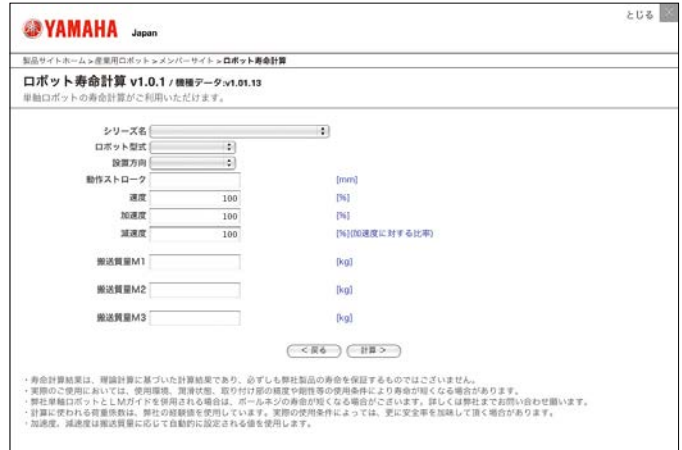 とじる
YAMAHA Japan
製品サイトホーム»産業用ロボット»メンバーサイト»ロボット寿命計算
ロボット寿命計算 v1.0.1 / 機種データ:v1.01.13
単軸ロボットの寿命計算がご利用いただけます。
シリーズ名
ロボット型式
設置方向
動作ストローク [mm]
速度 100 [%]
加速度 100 [%]
減速度 100 [%](加速度に対する比率)
搬送質量M1 [kg]
搬送質量M2 [kg]
搬送質量M3 [kg]
< 戻る 計算 >
・寿命計算結果は、理論計算に基づいた計算結果であり、必ずしも弊社製品の寿命を保証するものではございません。
・実際のご使用においては、使用環境、潤滑状態、取り付け部の精度や剛性等の使用条件により寿命が短くなる場合があります。
・弊社単軸ロボットとLMガイドを併用される場合は、ボールネジの寿命が短くなる場合がございます。詳しくは弊社までお問い合わせ願います。
・計算に使われる荷重係数は、弊社の経験値を使用しています。実際の使用条件によっては、更に安全率を加味して頂く場合があります。
・加速度、減速度は搬送質量に応じて自動的に設定される値を使用します。